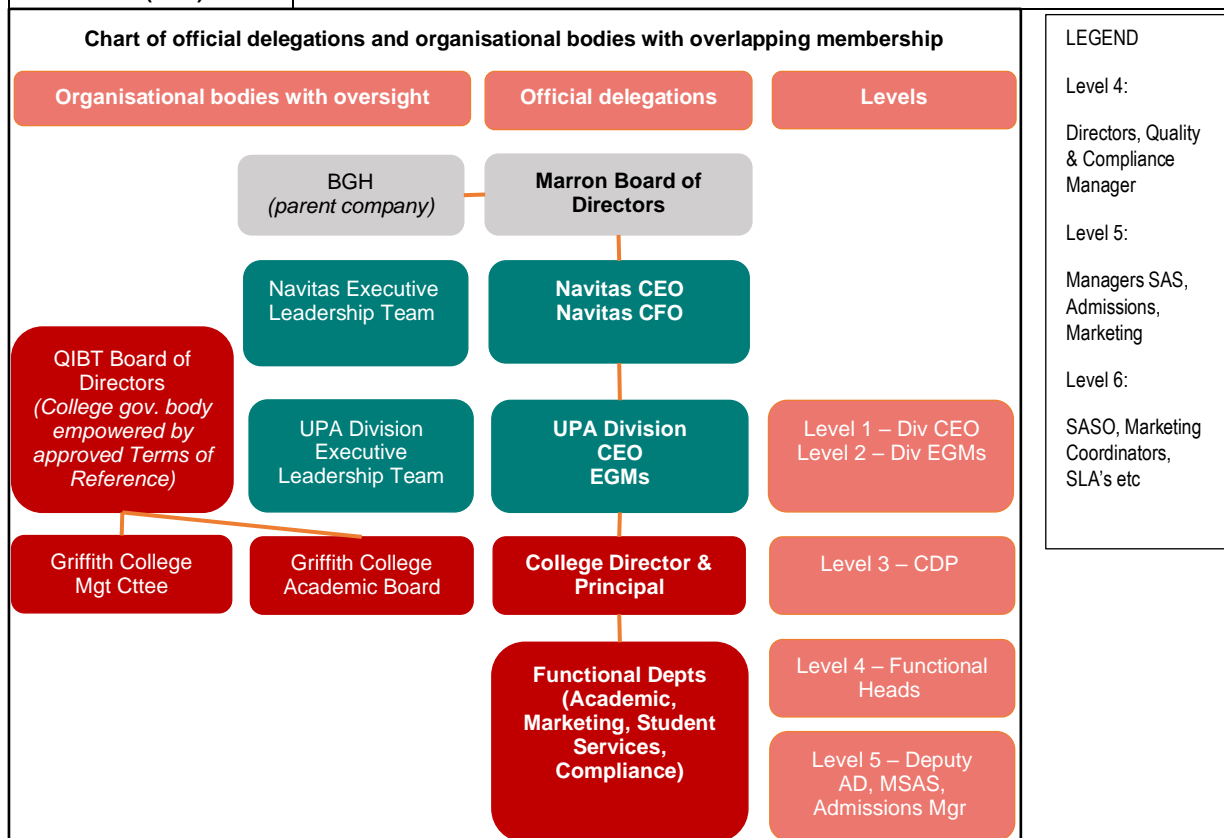 Chart of official delegations and organisational bodies with overlapping membership
Organisational bodies with oversight
Official delegations
Levels
BGH
(parent company)
Marron Board of
Directors
Navitas Executive
Leadership Team
Navitas CEO
Navitas CFO
QIBT Board of
Directors
(College gov. body
empowered by
approved Terms of
Reference)
UPA Division
Executive
Leadership Team
UPA Division
CEO
EGMs
Level 1 – Div CEO
Level 2 – Div EGMs
Griffith College
Mgt Cttee
Griffith College
Academic Board
College Director &
Principal
Level 3 – CDP
Functional Depts
(Academic,
Marketing, Student
Services,
Compliance)
Level 4 – Functional
Heads
Level 5 – Deputy
AD, MSAS,
Admissions Mgr
LEGEND
Level 4:
Directors, Quality
& Compliance
Manager
Level 5:
Managers SAS,
Admissions,
Marketing
Level 6:
SASO, Marketing
Coordinators,
SLA's etc